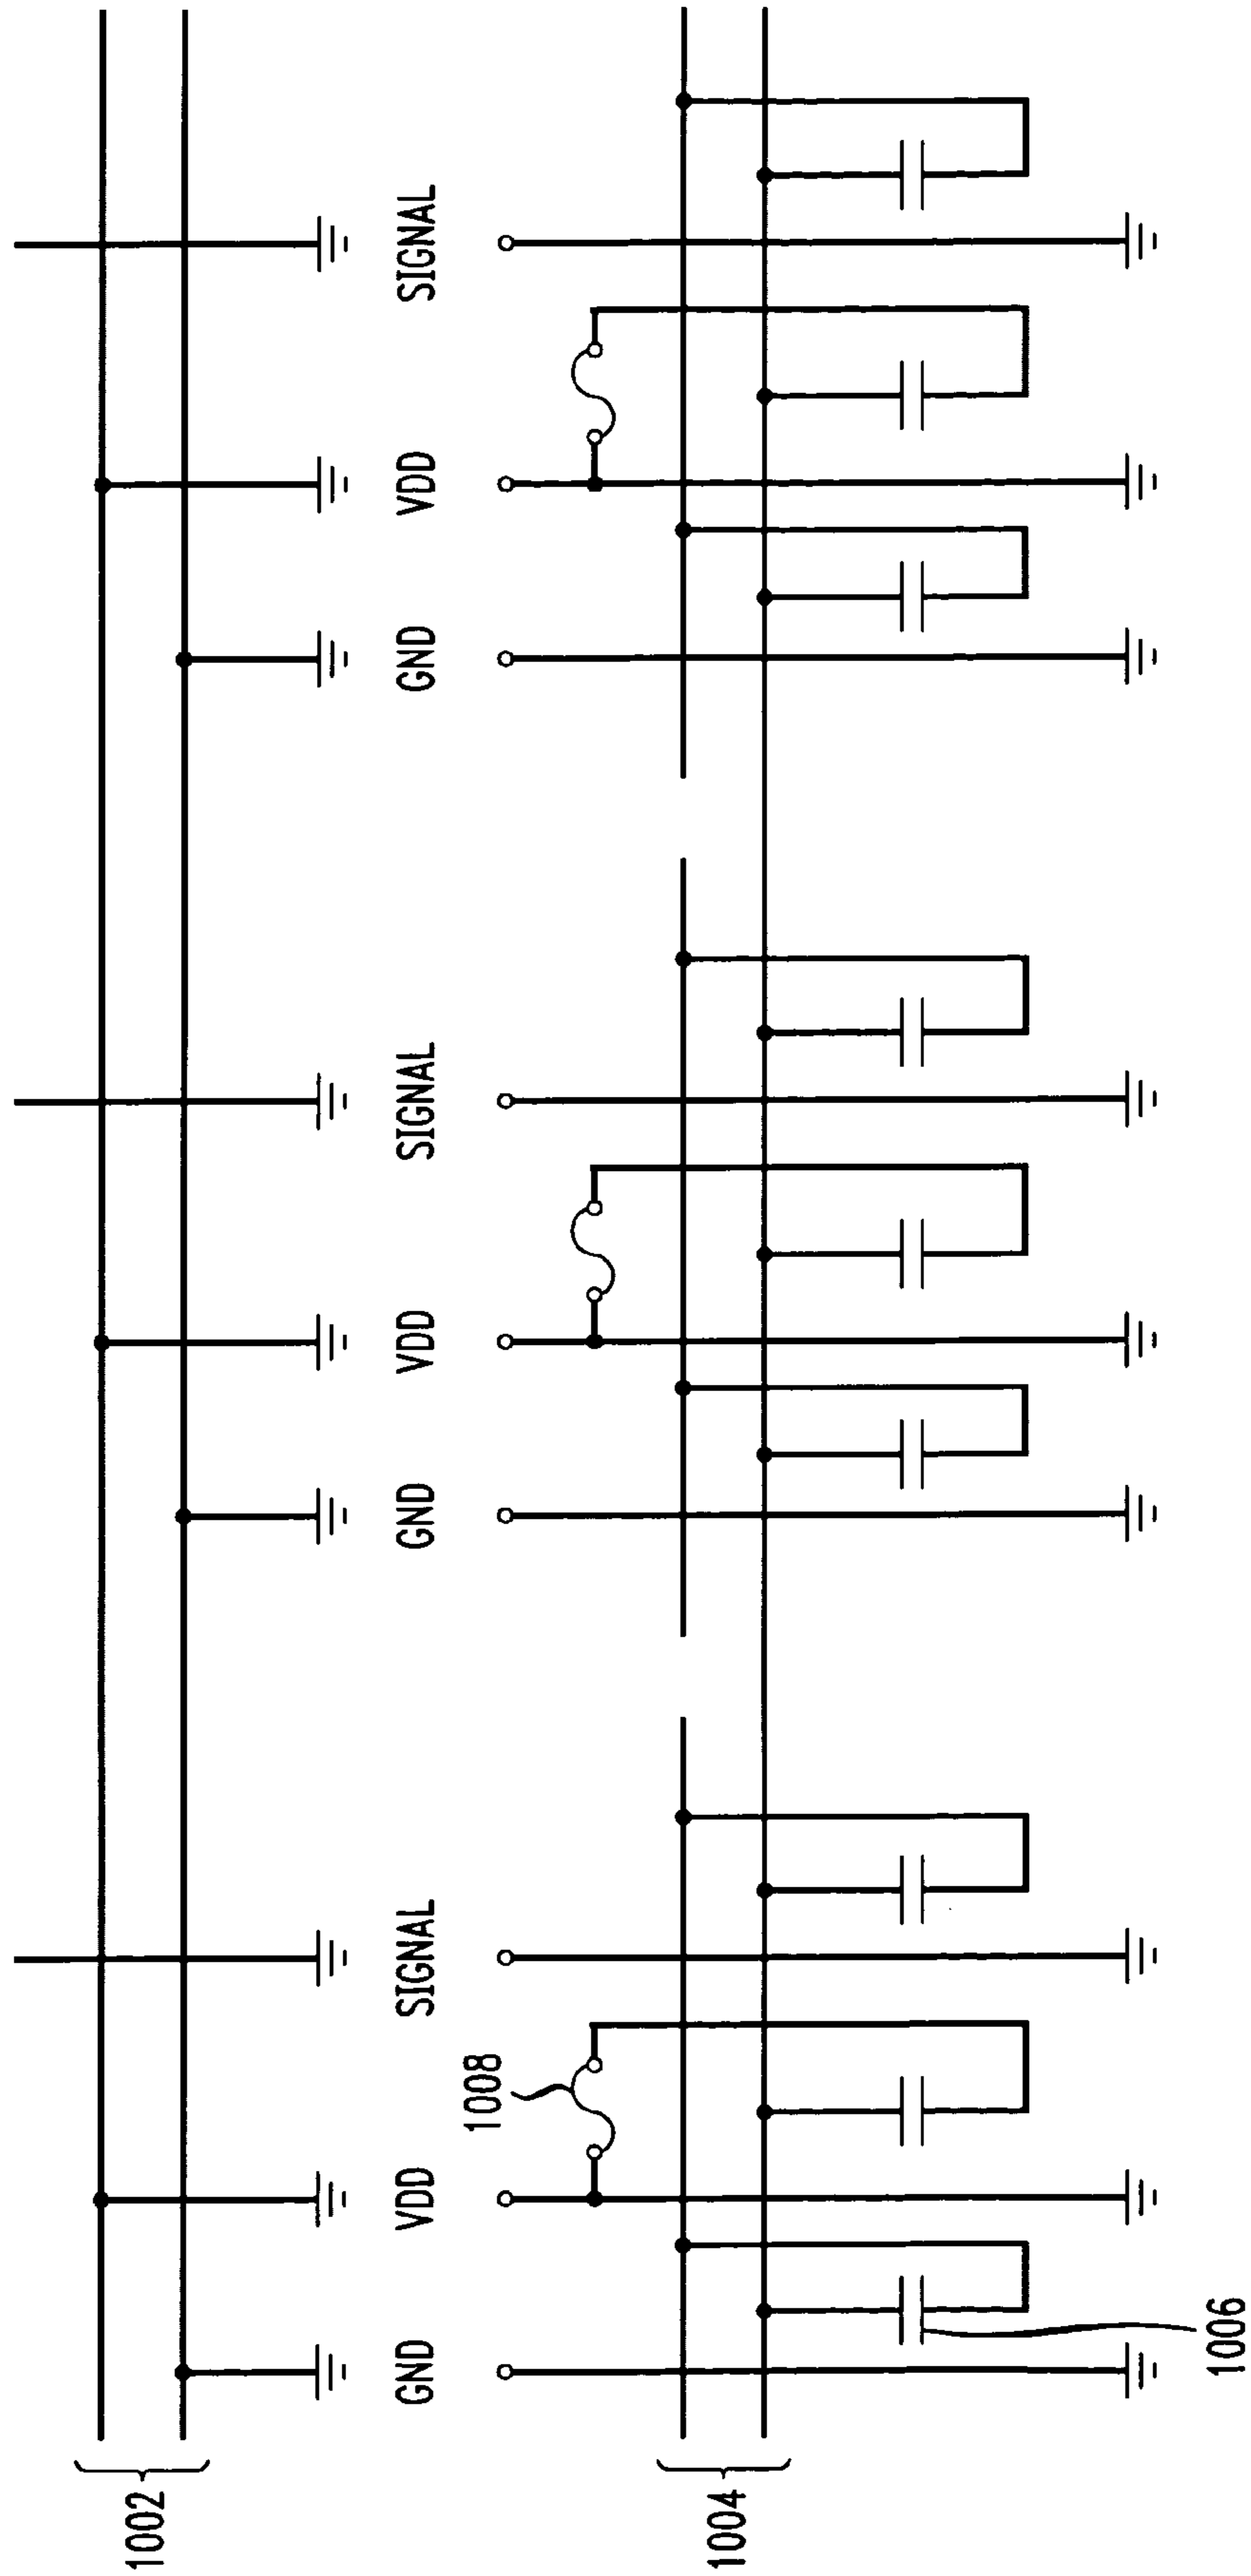 1002
GND
VDD
SIGNAL
GND
VDD
SIGNAL
GND
VDD
SIGNAL
1008
1004
1006